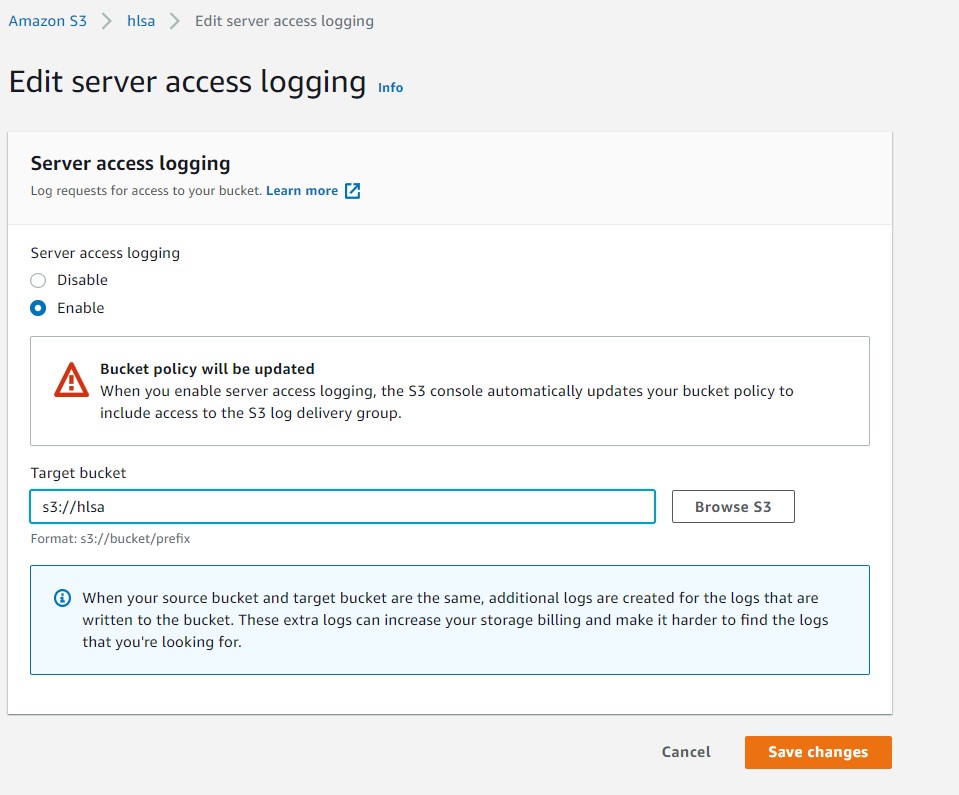 Amazon S3 > hlsa > Edit server access logging
Edit server access logging Info
Server access logging
Log requests for access to your bucket. Learn more
Server access logging
Disable
Enable
Bucket policy will be updated
When you enable server access logging, the S3 console automatically updates your bucket policy to
include access to the S3 log delivery group.
Target bucket
s3://hlsa
Browse S3
Format: s3://bucket/prefix
When your source bucket and target bucket are the same, additional logs are created for the logs that are
written to the bucket. These extra logs can increase your storage billing and make it harder to find the logs
that you're looking for.
Cancel
Save changes